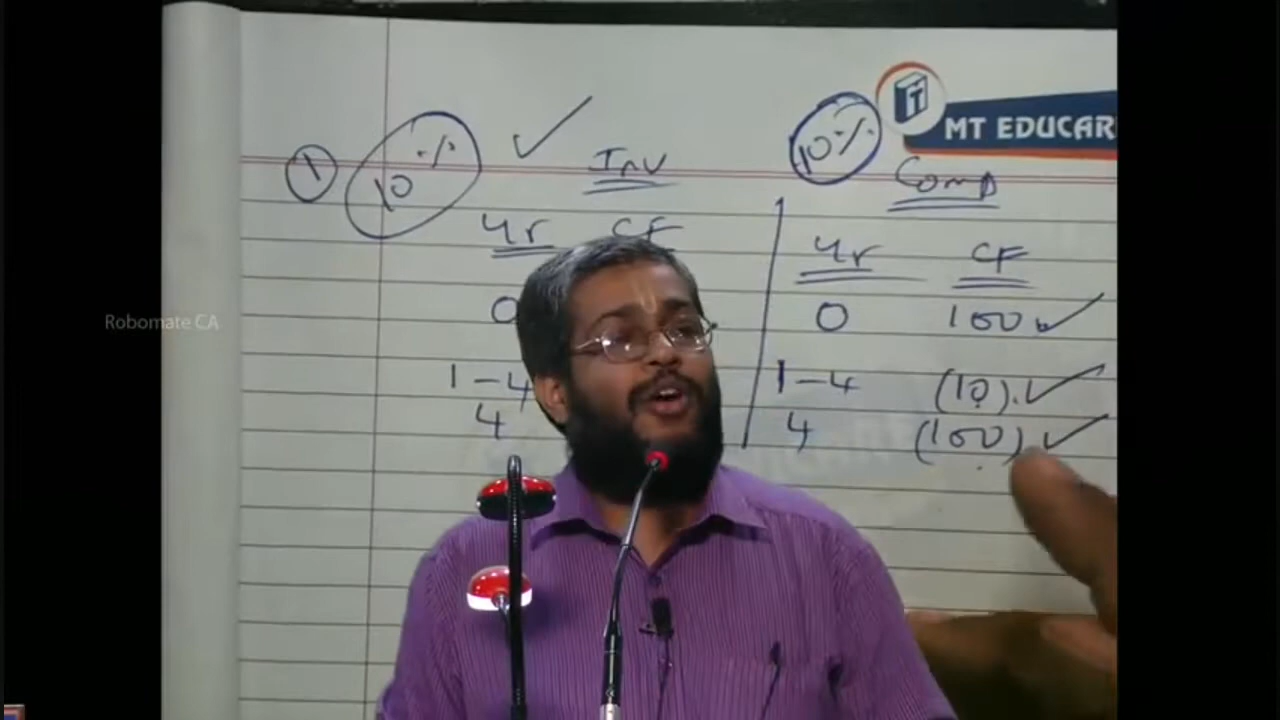 MT EDUCAR
① 10 % ✓ Inv
Yr CF
0
1-4
4
10 %
Comp
Yr CF
0 100 ✓
1-4 (10). ✓
4 (100) ✓
Robomate CA